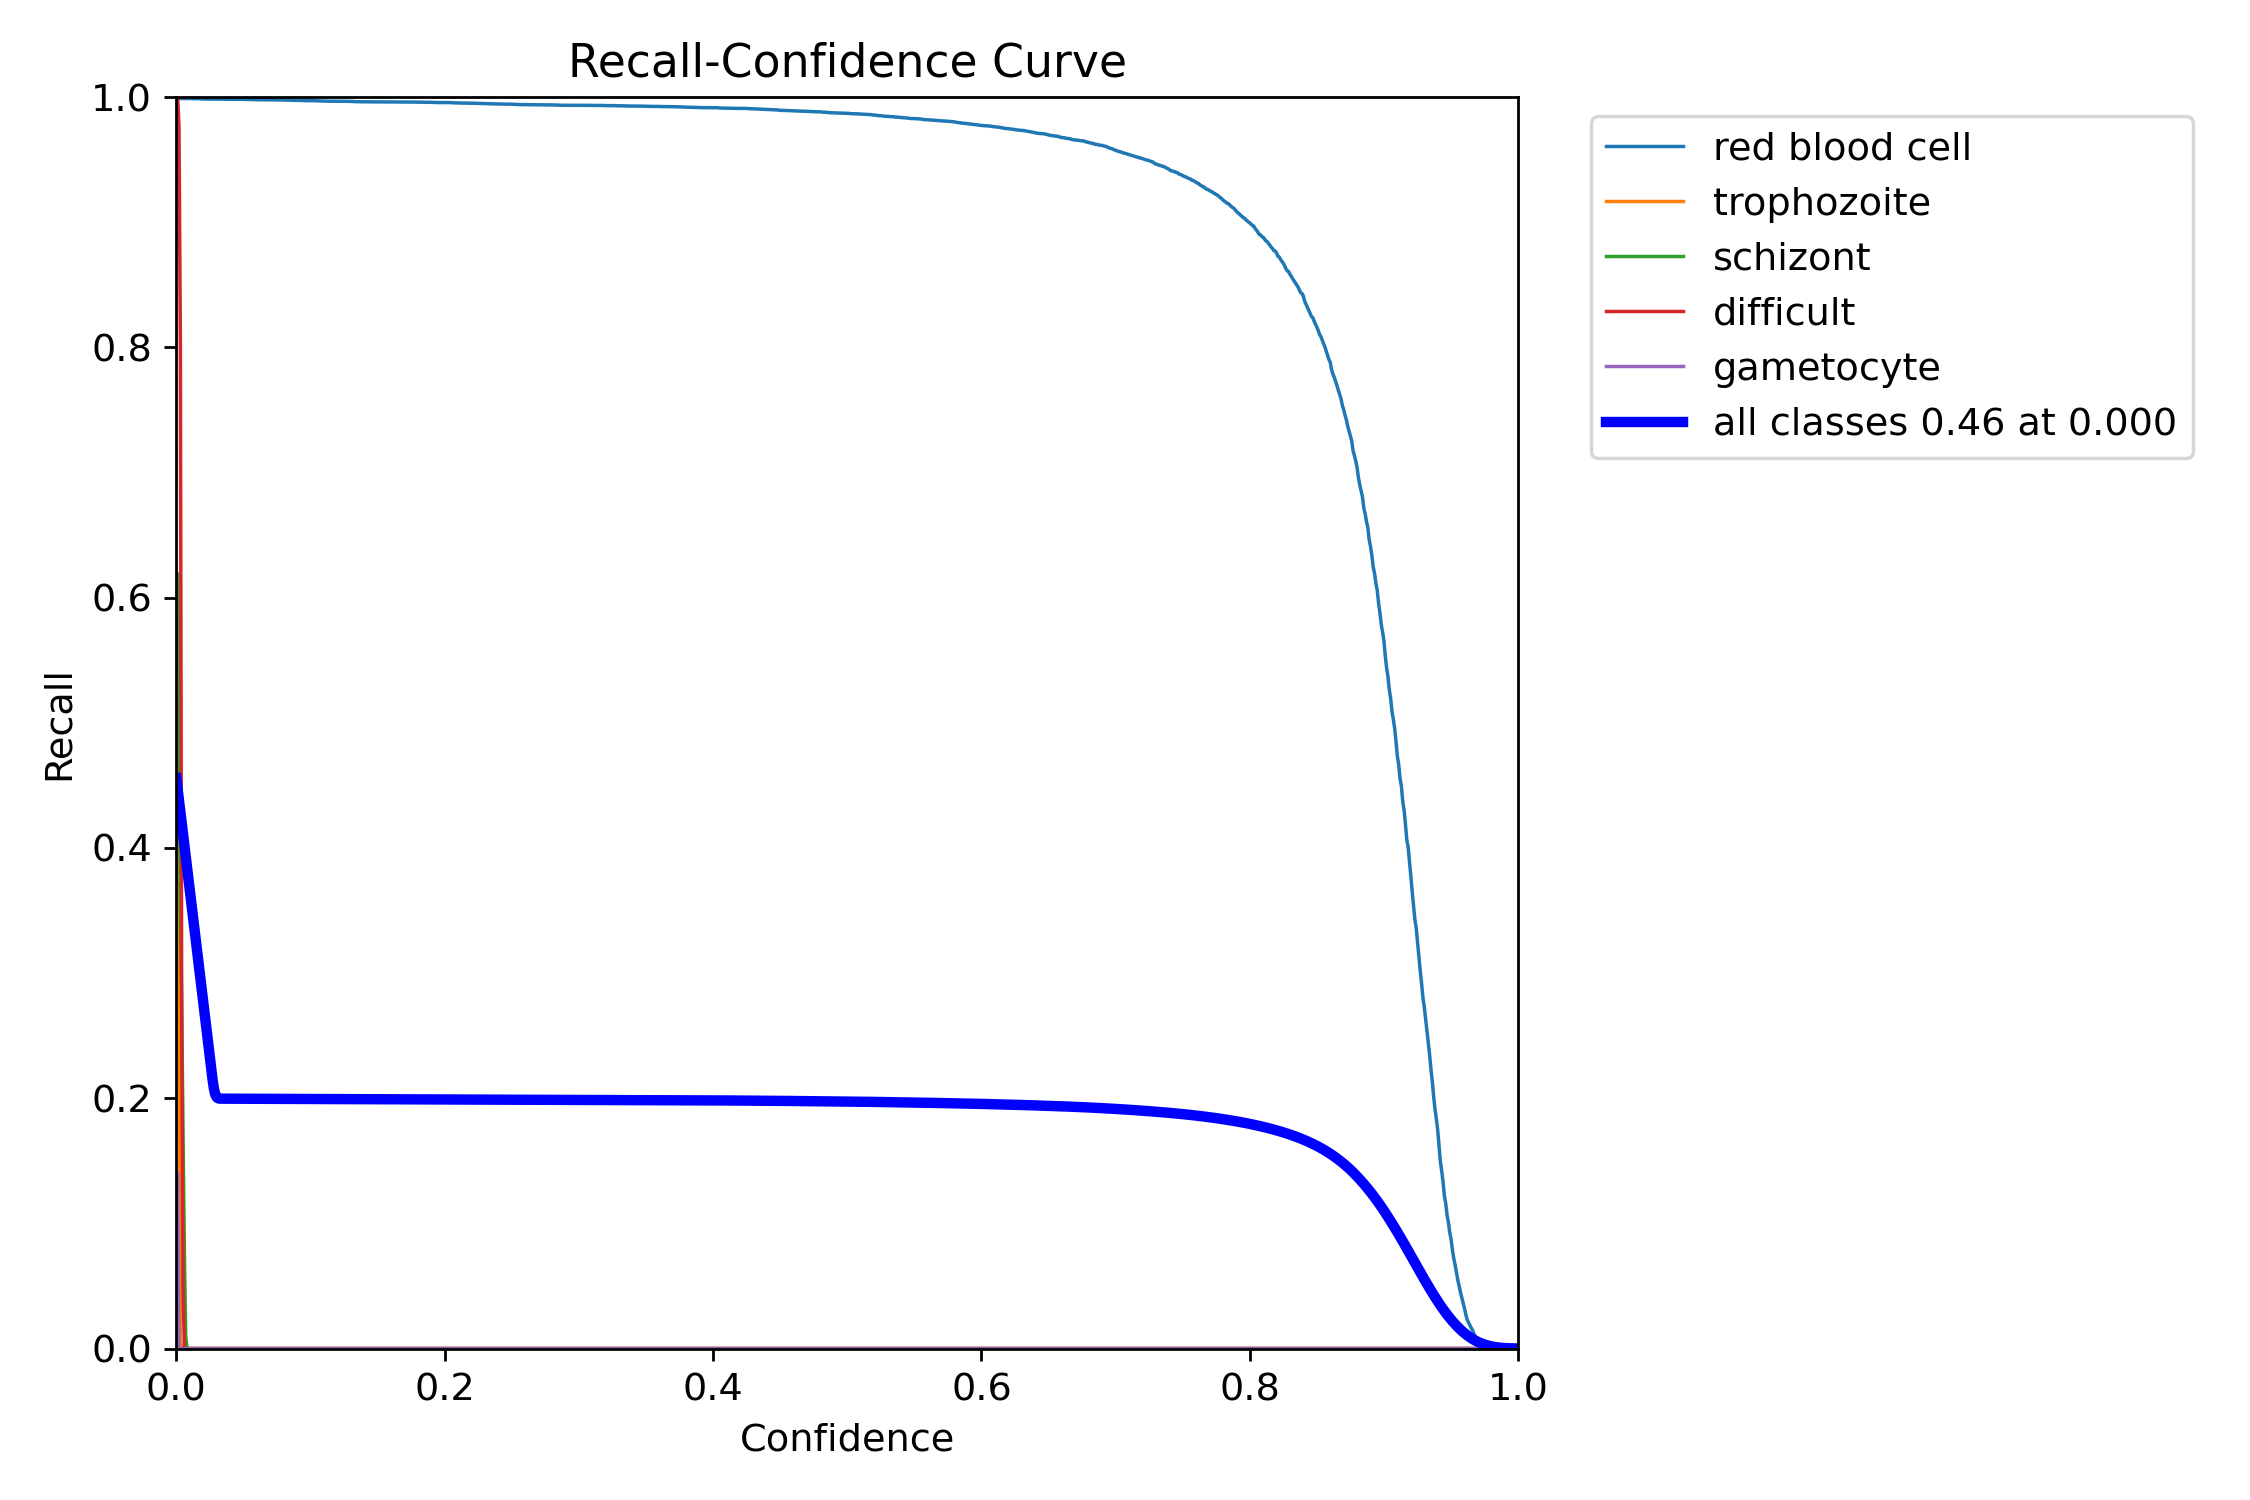 Recall-Confidence Curve
1.0
0.8
0.6
0.4
0.2
0.0
Recall
0.0 0.2 0.4 0.6 0.8 1.0
Confidence
red blood cell
trophozoite
schizont
difficult
gametocyte
all classes 0.46 at 0.000